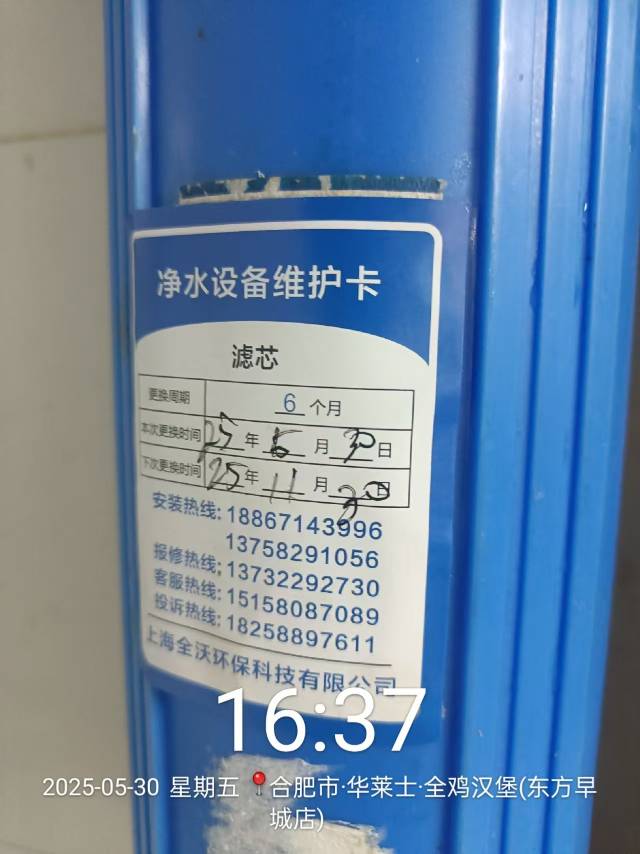 净水设备维护卡
滤芯
更换周期 6 个月
本次更换时间 25 年 5 月 30 日
下次更换时间 25 年 11 月 30 日
安装热线: 18867143996
13758291056
报修热线: 13732292730
客服热线: 15158087089
投诉热线: 18258897611
上海全沃环保科技有限公司
16:37
2025-05-30 星期五 📍合肥市·华莱士·全鸡汉堡(东方早
城店)